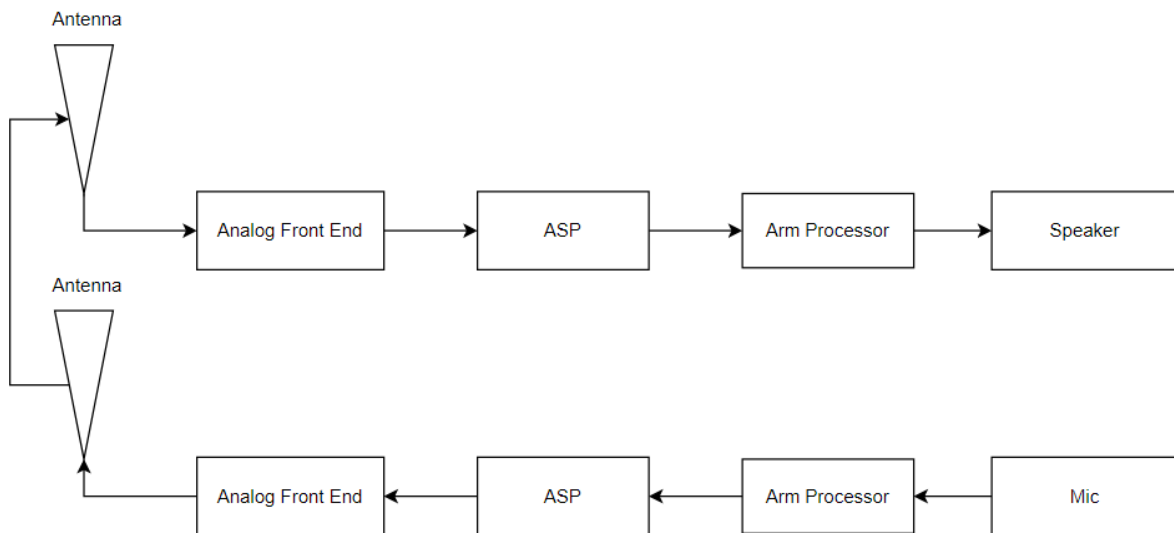 Antenna
Analog Front End
ASP
Arm Processor
Speaker
Antenna
Analog Front End
ASP
Arm Processor
Mic